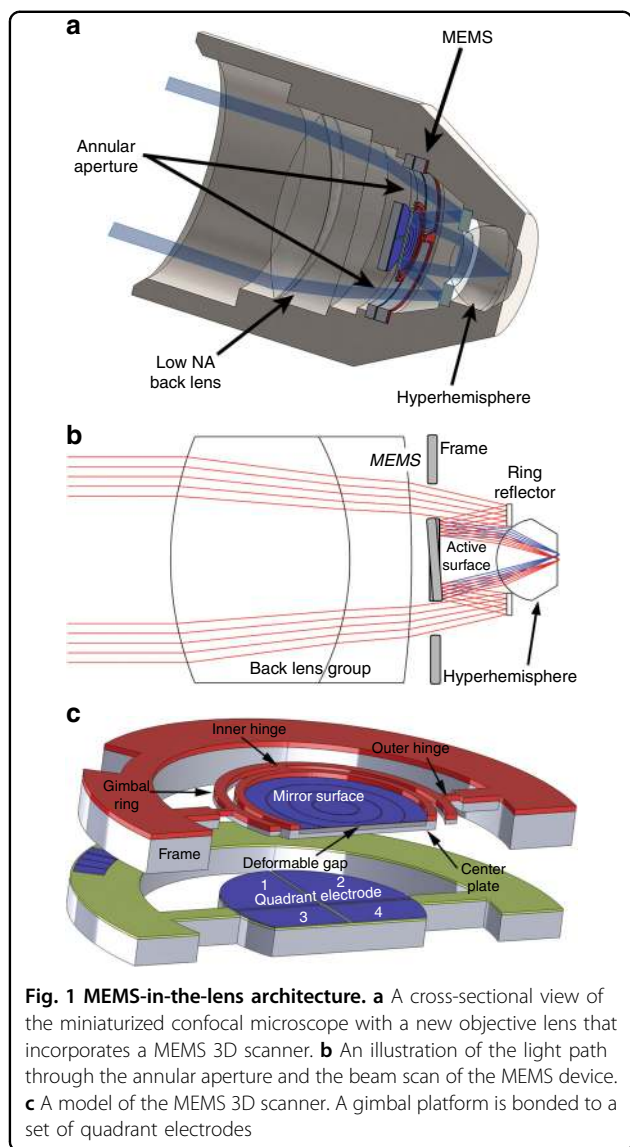 a
MEMS
Annular
aperture
Low NA
back lens
Hyperhemisphere
b
MEMS
Frame
Ring
reflector
Active
surface
Back lens group
Hyperhemisphere
c
Inner hinge
Outer hinge
Gimbal
ring
Mirror surface
Frame
Deformable gap
Center
plate
1
2
Quadrant electrode
3
4
Fig. 1 MEMS-in-the-lens architecture. a A cross-sectional view of
the miniaturized confocal microscope with a new objective lens that
incorporates a MEMS 3D scanner. b An illustration of the light path
through the annular aperture and the beam scan of the MEMS device.
c A model of the MEMS 3D scanner. A gimbal platform is bonded to a
set of quadrant electrodes